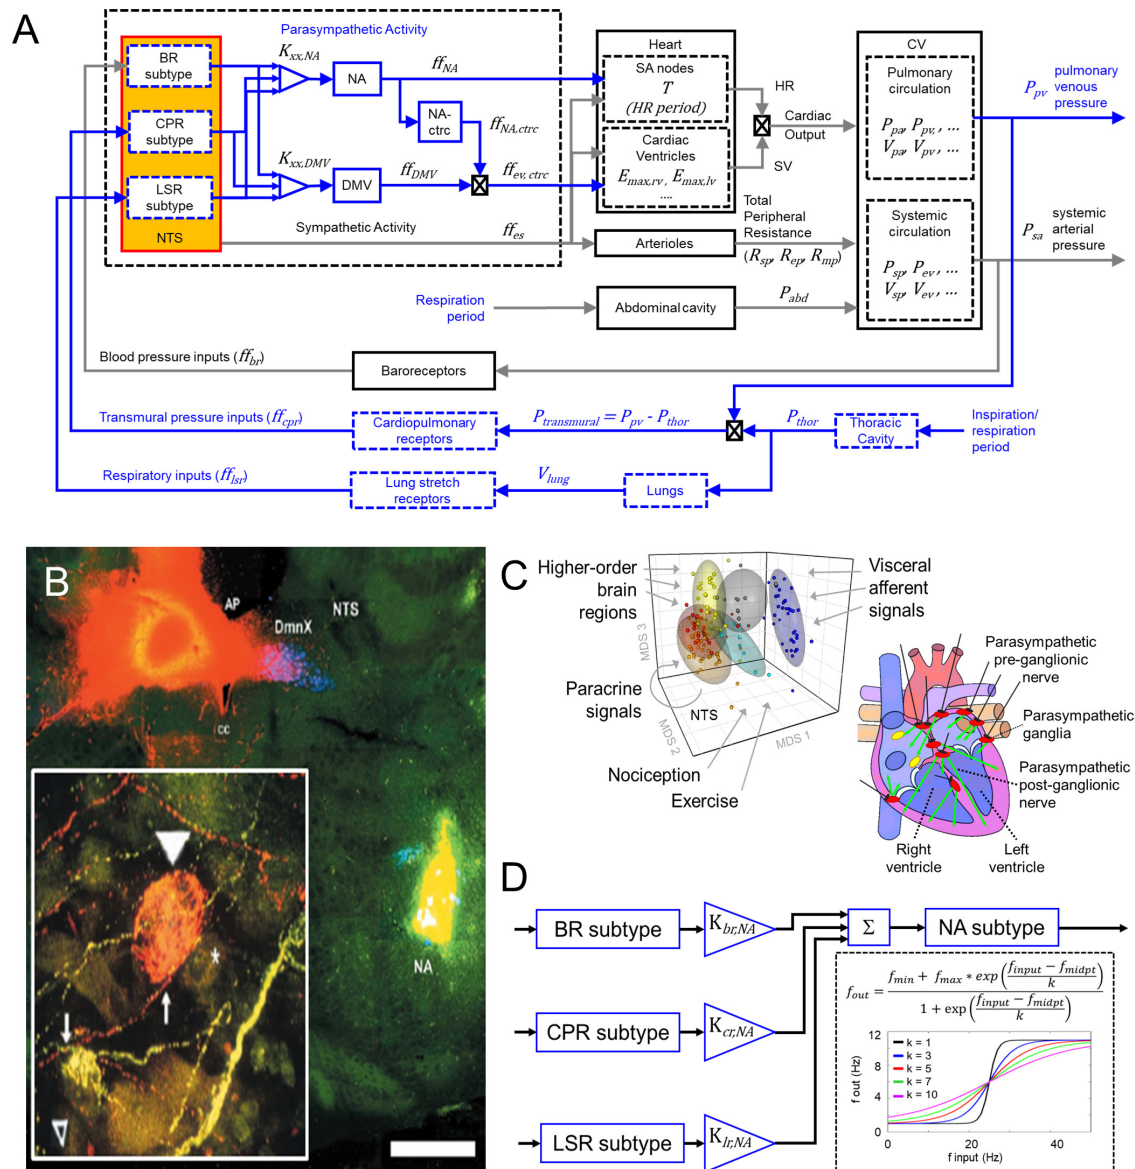 A
Parasympathetic Activity
BR
subtype
CPR
subtype
LSR
subtype
NTS
K_xx,NA
NA
ff_NA
NA-
ctrc
ff_NA,ctrc
K_xx,DMV
DMV
ff_DMV
ff_ev, ctrc
Sympathetic Activity
ff_es
Heart
SA nodes
T
(HR period)
Cardiac
Ventricles
E_max,rv , E_max,lv
....
HR
Cardiac
Output
SV
Total
Peripheral
Resistance
(R_sp, R_ep, R_mp)
Arterioles
CV
Pulmonary
circulation
P_pa, P_pv, , ...
V_pa, V_pv, ...
Systemic
circulation
P_sp, P_ev, ...
V_sp, V_ev, ...
P_pv
pulmonary
venous
pressure
P_sa
systemic
arterial
pressure
Respiration
period
Abdominal cavity
P_abd
Blood pressure inputs (ff_br)
Baroreceptors
Transmural pressure inputs (ff_cpr)
Cardiopulmonary
receptors
P_transmural = P_pv - P_thor
P_thor
Thoracic
Cavity
Inspiration/
respiration
period
Respiratory inputs (ff_lsr)
Lung stretch
receptors
V_lung
Lungs
B
AP
NTS
DmnX
cc
NA
*
C
Higher-order
brain
regions
Visceral
afferent
signals
MDS 3
MDS 2
MDS 1
Paracrine
signals
NTS
Nociception
Exercise
Parasympathetic
pre-ganglionic
nerve
Parasympathetic
ganglia
Parasympathetic
post-ganglionic
nerve
Right
ventricle
Left
ventricle
D
BR subtype
K_br,NA
Σ
NA subtype
CPR subtype
K_cr,NA
LSR subtype
K_lr,NA
f_out = (f_min + f_max * exp((f_input − f_midpt)/k)) / (1 + exp((f_input − f_midpt)/k))
12
8
4
0
f out (Hz)
k = 1
k = 3
k = 5
k = 7
k = 10
0
20
40
f input (Hz)